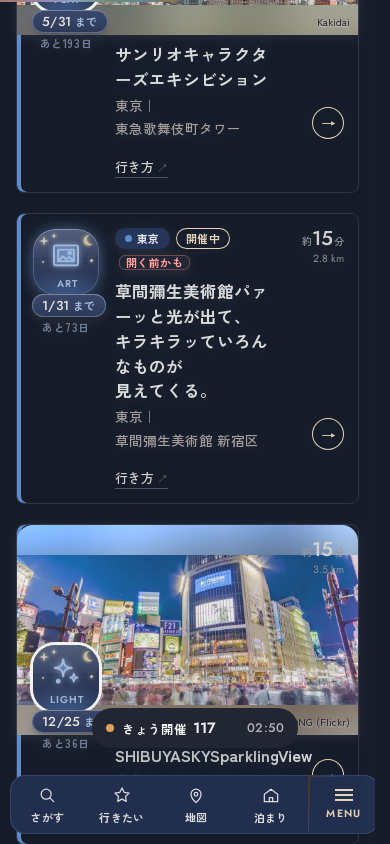 5/31 まで
Kakidai
あと193日
サンリオキャラクタ
ーズエキシビション
東京 |
東急歌舞伎町タワー
→
行き方 ↗
東京
開催中
約15分
開く前かも
2.8 km
ART
1/31 まで
あと73日
草間彌生美術館パァ
ーッと光が出て、
キラキラッていろん
なものが
見えてくる。
東京 |
草間彌生美術館 新宿区
→
行き方 ↗
約15分
3.5 km
LIGHT
12/25 ま
NG (Flickr)
あと36日
きょう開催 117
02:50
SHIBUYASKYSparklingView
さがす
行きたい
地図
泊まり
MENU